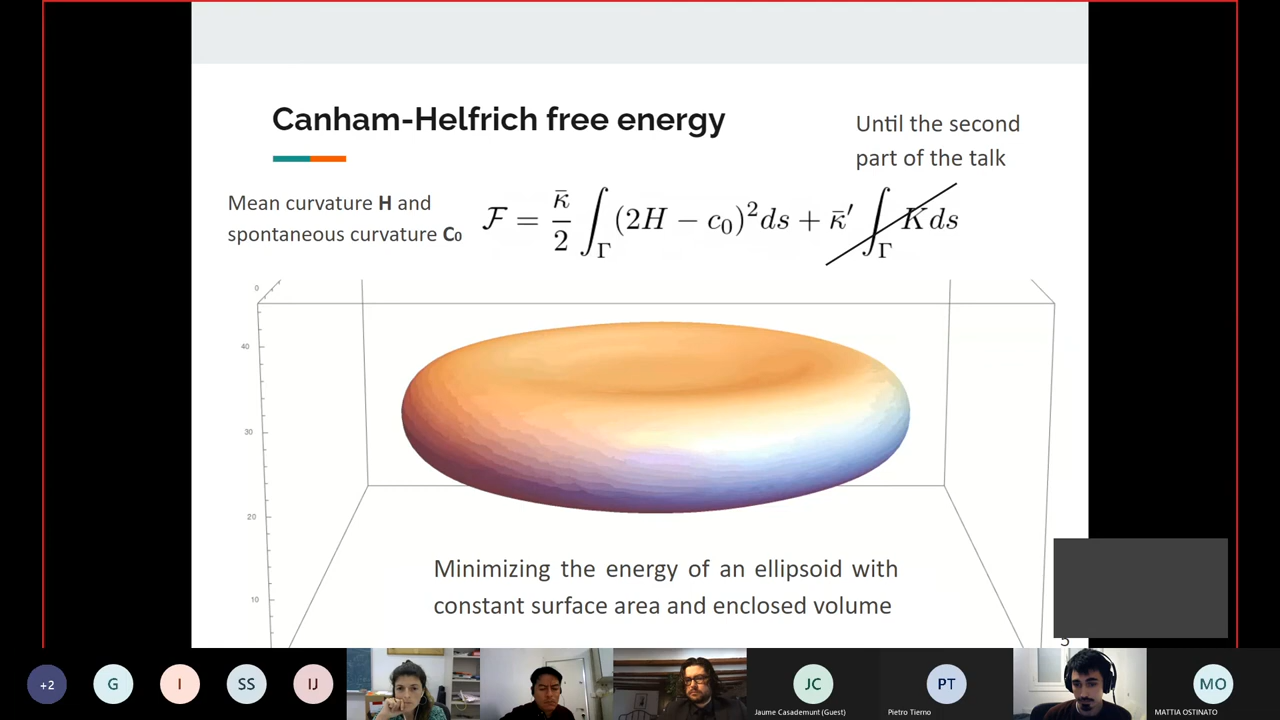 Canham-Helfrich free energy
Until the second
part of the talk
Mean curvature H and
spontaneous curvature C₀
ℱ = κ̄/2 ∫_Γ (2H − c₀)² ds + κ̄′ ∫_Γ K ds
0
40
30
20
10
Minimizing the energy of an ellipsoid with
constant surface area and enclosed volume
5
+2
G
I
SS
IJ
JC
Jaume Casademunt (Guest)
PT
Pietro Tierno
MO
MATTIA OSTINATO